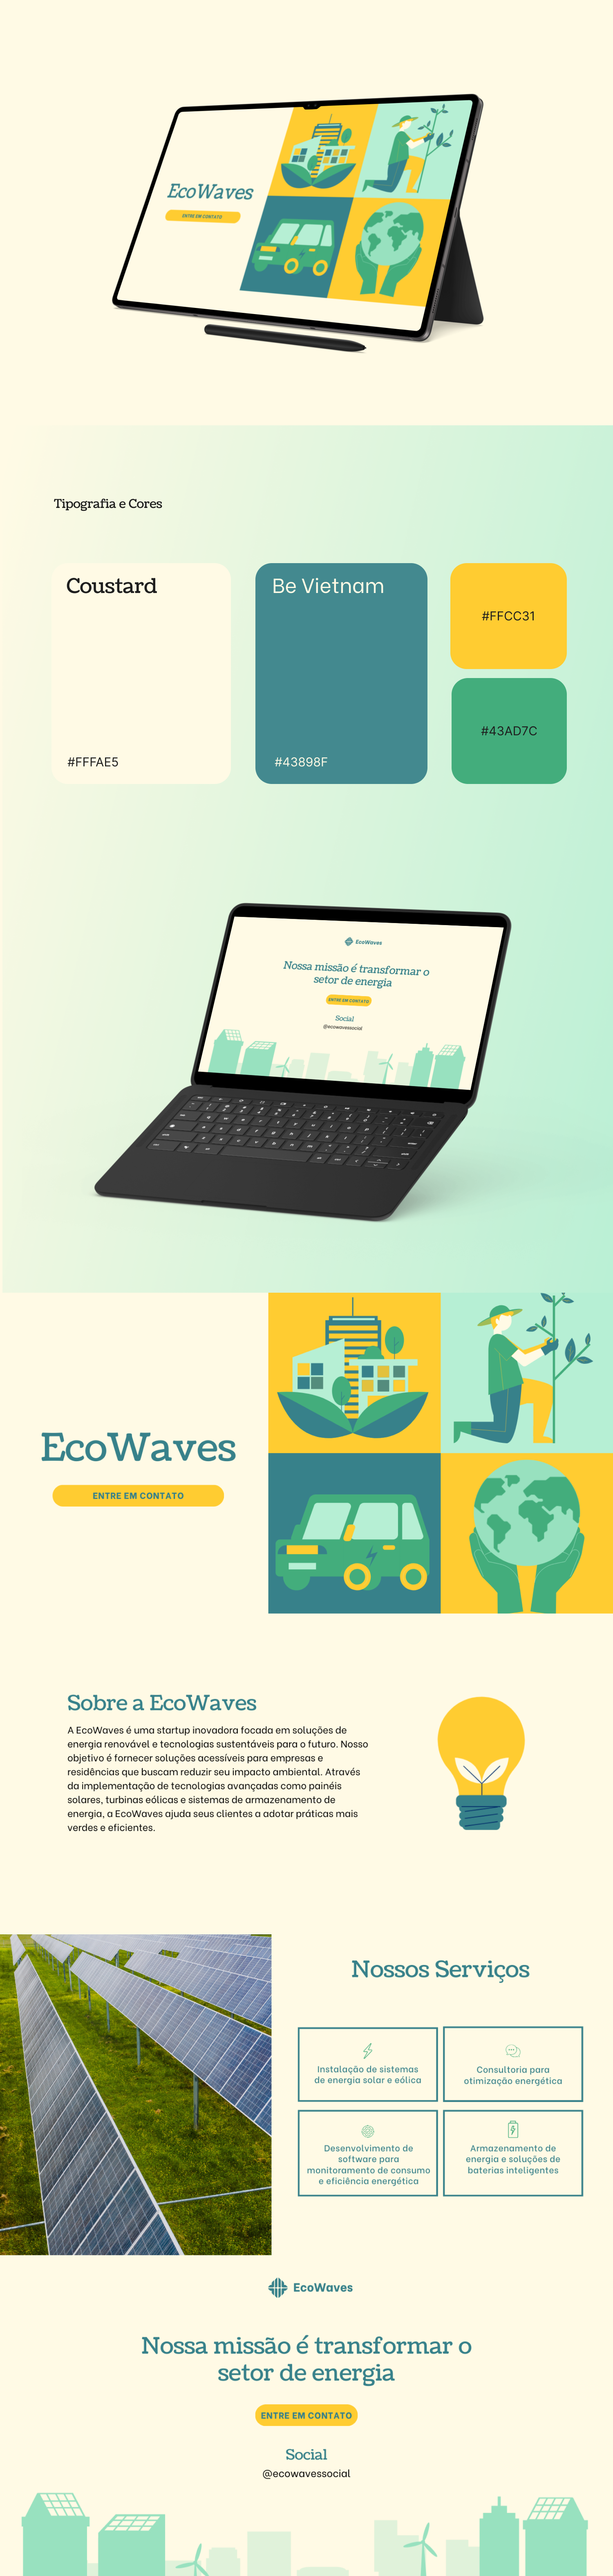 EcoWaves
ENTRE EM CONTATO
Tipografia e Cores
Coustard
#FFFAE5
Be Vietnam
#43898F
#FFCC31
#43AD7C
EcoWaves
Nossa missão é transformar o
setor de energia
ENTRE EM CONTATO
Social
@ecowavessocial
EcoWaves
ENTRE EM CONTATO
Sobre a EcoWaves
A EcoWaves é uma startup inovadora focada em soluções de
energia renovável e tecnologias sustentáveis para o futuro. Nosso
objetivo é fornecer soluções acessíveis para empresas e
residências que buscam reduzir seu impacto ambiental. Através
da implementação de tecnologias avançadas como painéis
solares, turbinas eólicas e sistemas de armazenamento de
energia, a EcoWaves ajuda seus clientes a adotar práticas mais
verdes e eficientes.
Nossos Serviços
Instalação de sistemas
de energia solar e eólica
Consultoria para
otimização energética
Desenvolvimento de
software para
monitoramento de consumo
e eficiência energética
Armazenamento de
energia e soluções de
baterias inteligentes
EcoWaves
Nossa missão é transformar o
setor de energia
ENTRE EM CONTATO
Social
@ecowavessocial